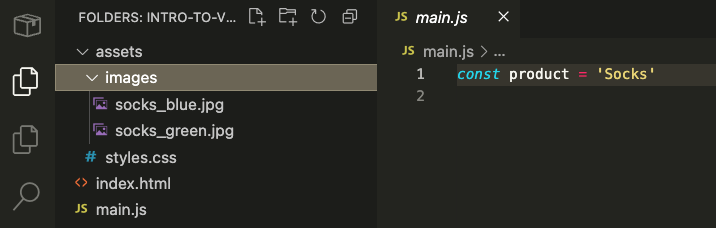 FOLDERS: INTRO-TO-V...
assets
images
socks_blue.jpg
socks_green.jpg
# styles.css
<> index.html
JS main.js
JS main.js ×
JS main.js > ...
1 const product = 'Socks'
2